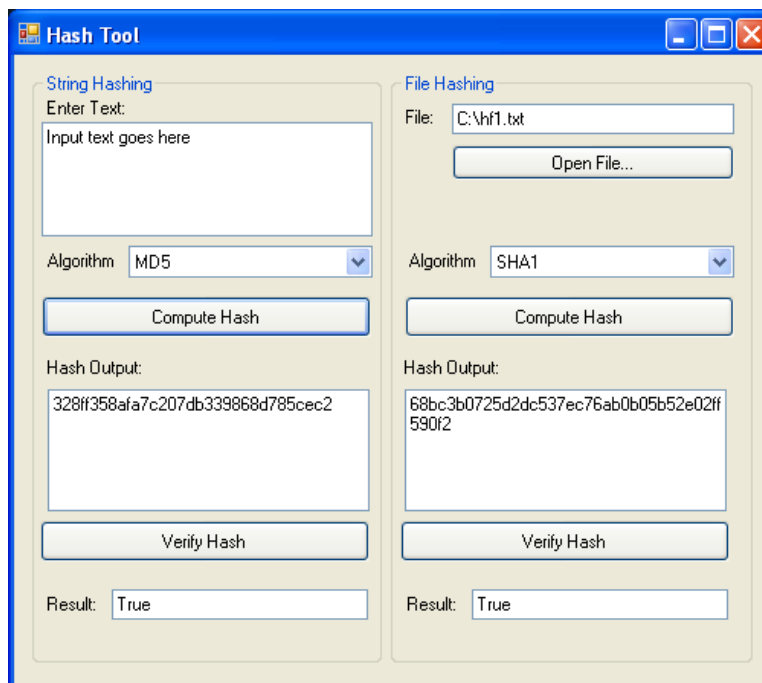 Hash Tool
String Hashing
Enter Text:
Input text goes here
Algorithm MD5
Compute Hash
Hash Output:
328ff358afa7c207db339868d785cec2
Verify Hash
Result: True
File Hashing
File: C:\hf1.txt
Open File...
Algorithm SHA1
Compute Hash
Hash Output:
68bc3b0725d2dc537ec76ab0b05b52e02ff
590f2
Verify Hash
Result: True